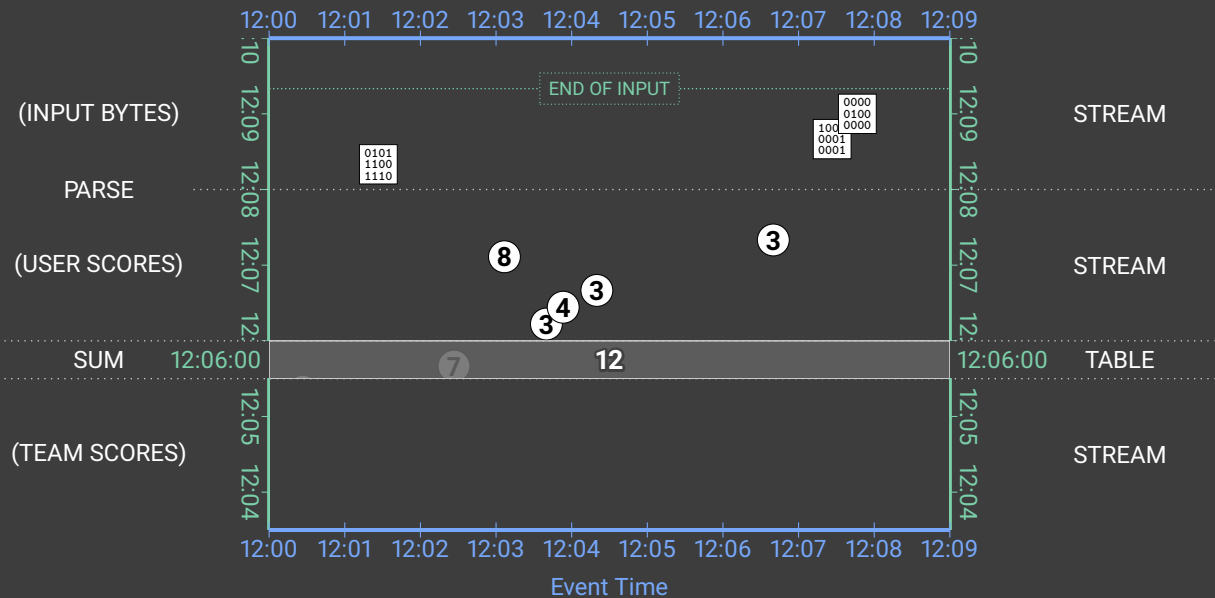 12:00 12:01 12:02 12:03 12:04 12:05 12:06 12:07 12:08 12:09
10 10
END OF INPUT
(INPUT BYTES) 12:09 12:09 STREAM
0000
0100
0000
100
0001
0001
0101
1100
1110
PARSE 12:08 12:08
8 3
(USER SCORES) 12:07 12:07 STREAM
3
4
3
12: 12:
SUM 12:06:00 7 12 12:06:00 TABLE
12:05 12:05
(TEAM SCORES) STREAM
12:04 12:04
12:00 12:01 12:02 12:03 12:04 12:05 12:06 12:07 12:08 12:09
Event Time